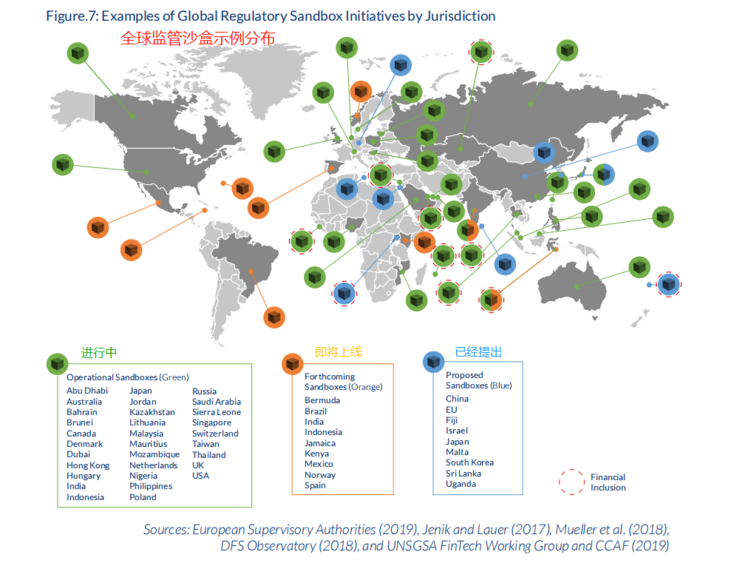 Figure.7: Examples of Global Regulatory Sandbox Initiatives by Jurisdiction
全球监管沙盒示例分布
进行中
Operational Sandboxes (Green)
Abu Dhabi
Australia
Bahrain
Brunei
Canada
Denmark
Dubai
Hong Kong
Hungary
India
Indonesia
Japan
Jordan
Kazakhstan
Lithuania
Malaysia
Mauritius
Mozambique
Netherlands
Nigeria
Philippines
Poland
Russia
Saudi Arabia
Sierra Leone
Singapore
Switzerland
Taiwan
Thailand
UK
USA
即将上线
Forthcoming
Sandboxes (Orange)
Bermuda
Brazil
India
Indonesia
Jamaica
Kenya
Mexico
Norway
Spain
已经提出
Proposed
Sandboxes (Blue)
China
EU
Fiji
Israel
Japan
Malta
South Korea
Sri Lanka
Uganda
Financial
Inclusion
Sources: European Supervisory Authorities (2019), Jenik and Lauer (2017), Mueller et al. (2018),
DFS Observatory (2018), and UNSGSA FinTech Working Group and CCAF (2019)